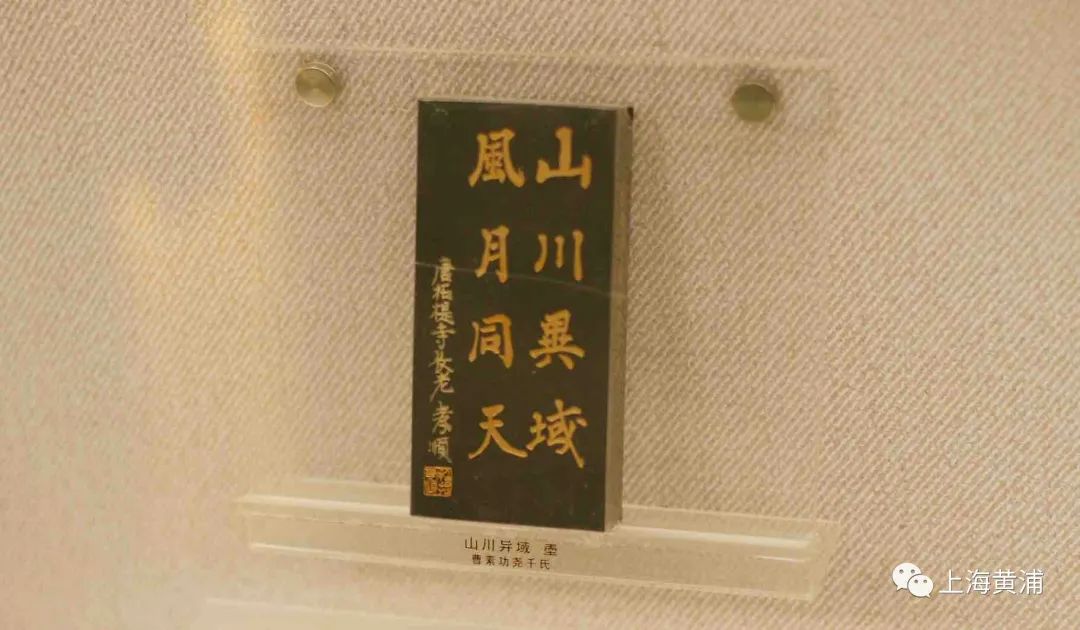 山川異域
風月同天
唐招提寺長老 孝順
山川异域 壶
曹素功尧千氏
上海黄浦